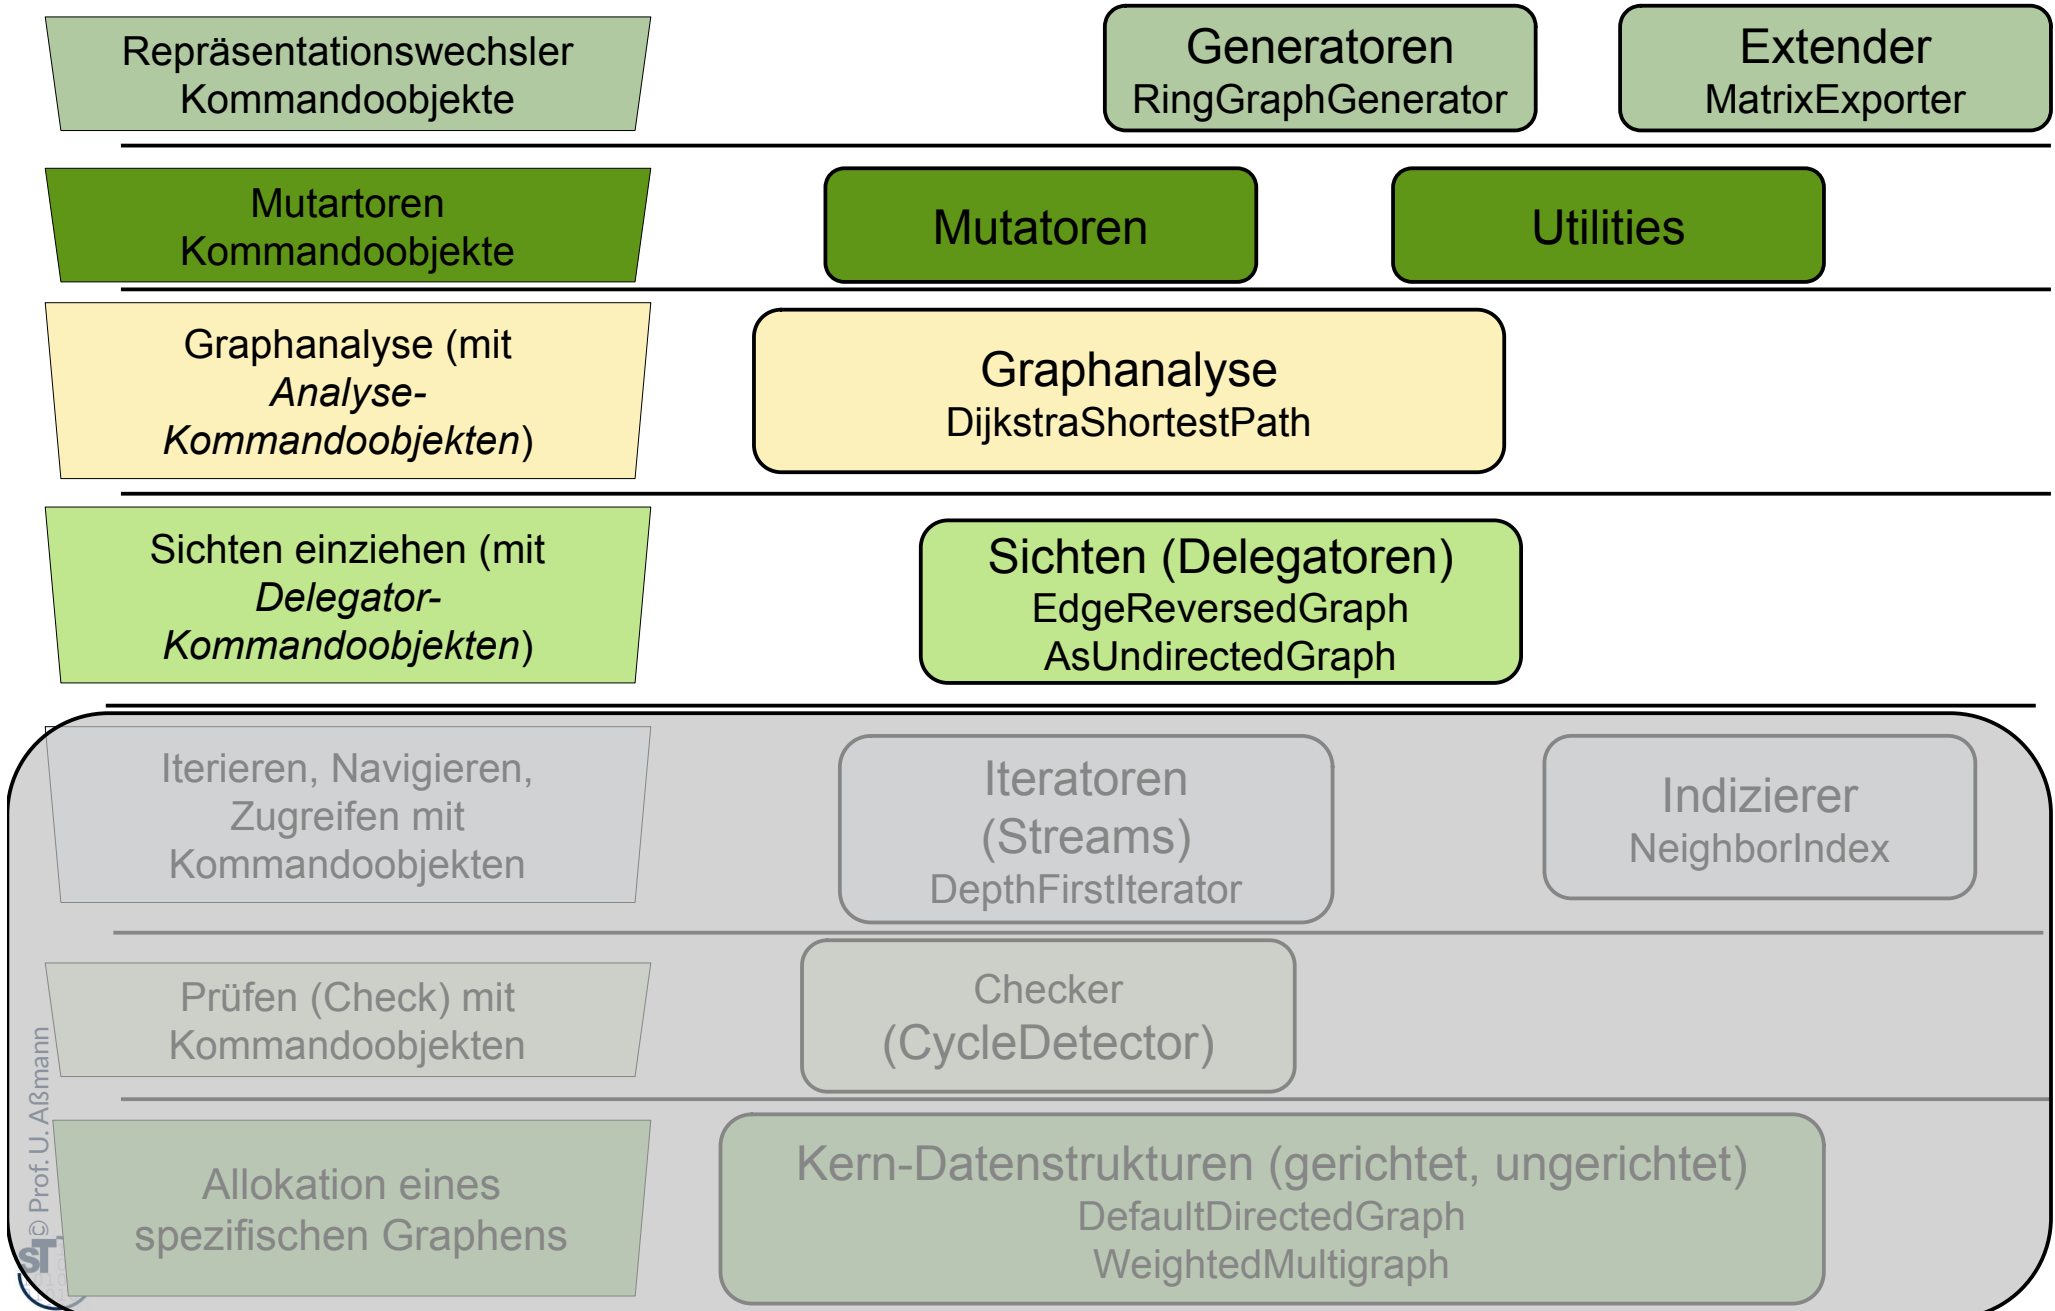 Repräsentationswechsler
Kommandoobjekte
Generatoren
RingGraphGenerator
Extender
MatrixExporter
Mutartoren
Kommandoobjekte
Mutatoren
Utilities
Graphanalyse (mit
Analyse-
Kommandoobjekten)
Graphanalyse
DijkstraShortestPath
Sichten einziehen (mit
Delegator-
Kommandoobjekten)
Sichten (Delegatoren)
EdgeReversedGraph
AsUndirectedGraph
Iterieren, Navigieren,
Zugreifen mit
Kommandoobjekten
Iteratoren
(Streams)
DepthFirstIterator
Indizierer
NeighborIndex
Prüfen (Check) mit
Kommandoobjekten
Checker
(CycleDetector)
Allokation eines
spezifischen Graphens
Kern-Datenstrukturen (gerichtet, ungerichtet)
DefaultDirectedGraph
WeightedMultigraph
© Prof. U. Aßmann
ST